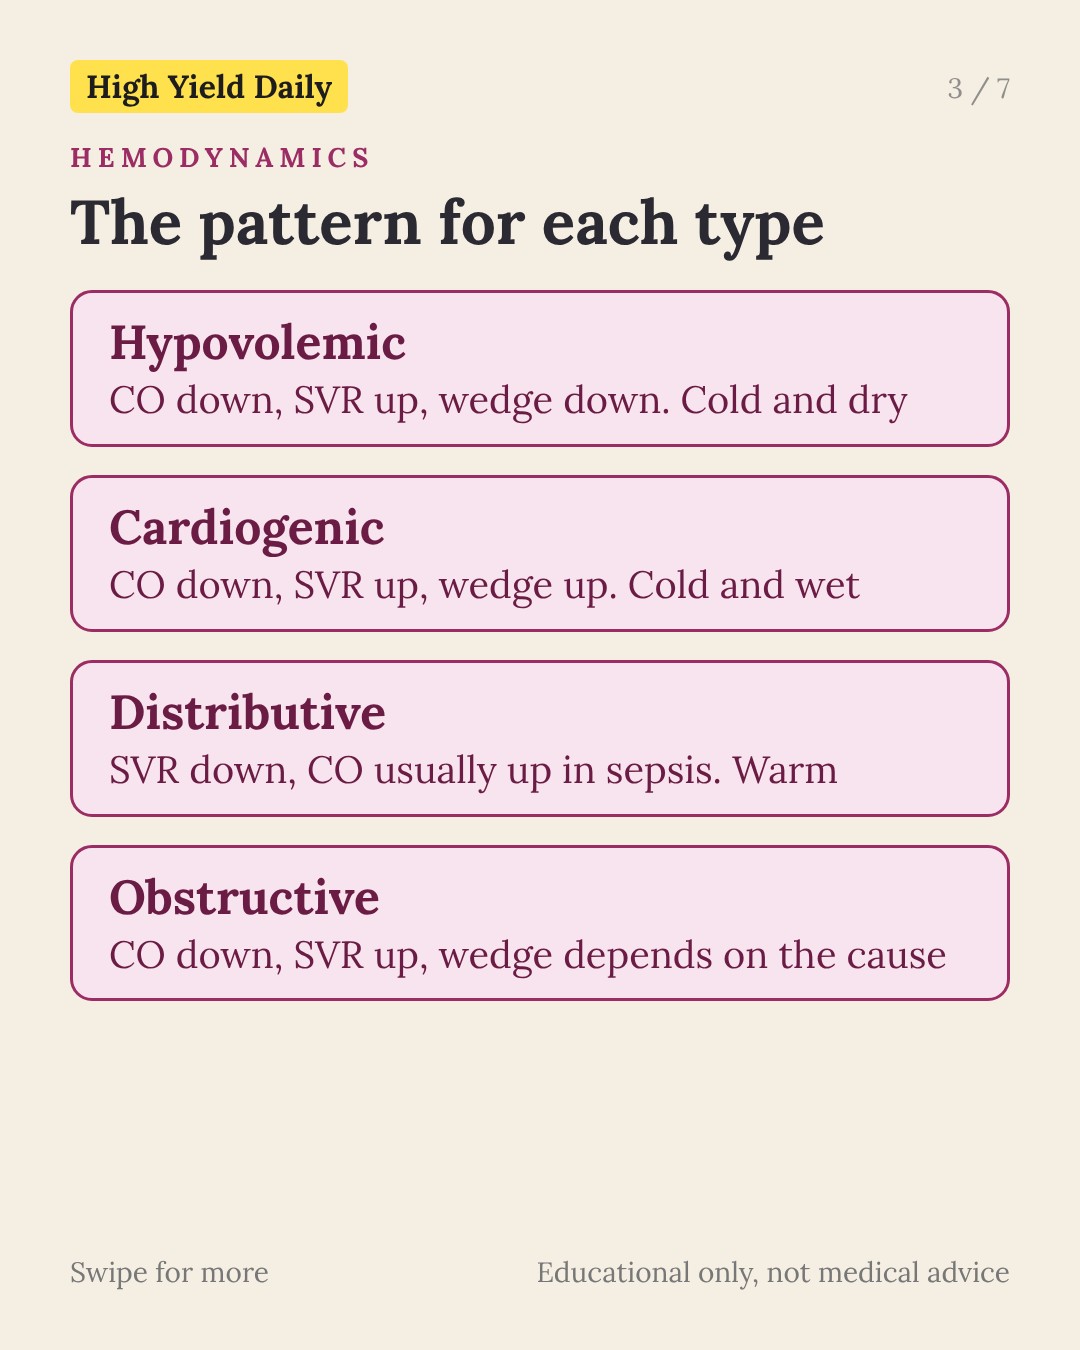 High Yield Daily
3 / 7
HEMODYNAMICS
The pattern for each type
Hypovolemic
CO down, SVR up, wedge down. Cold and dry
Cardiogenic
CO down, SVR up, wedge up. Cold and wet
Distributive
SVR down, CO usually up in sepsis. Warm
Obstructive
CO down, SVR up, wedge depends on the cause
Swipe for more
Educational only, not medical advice